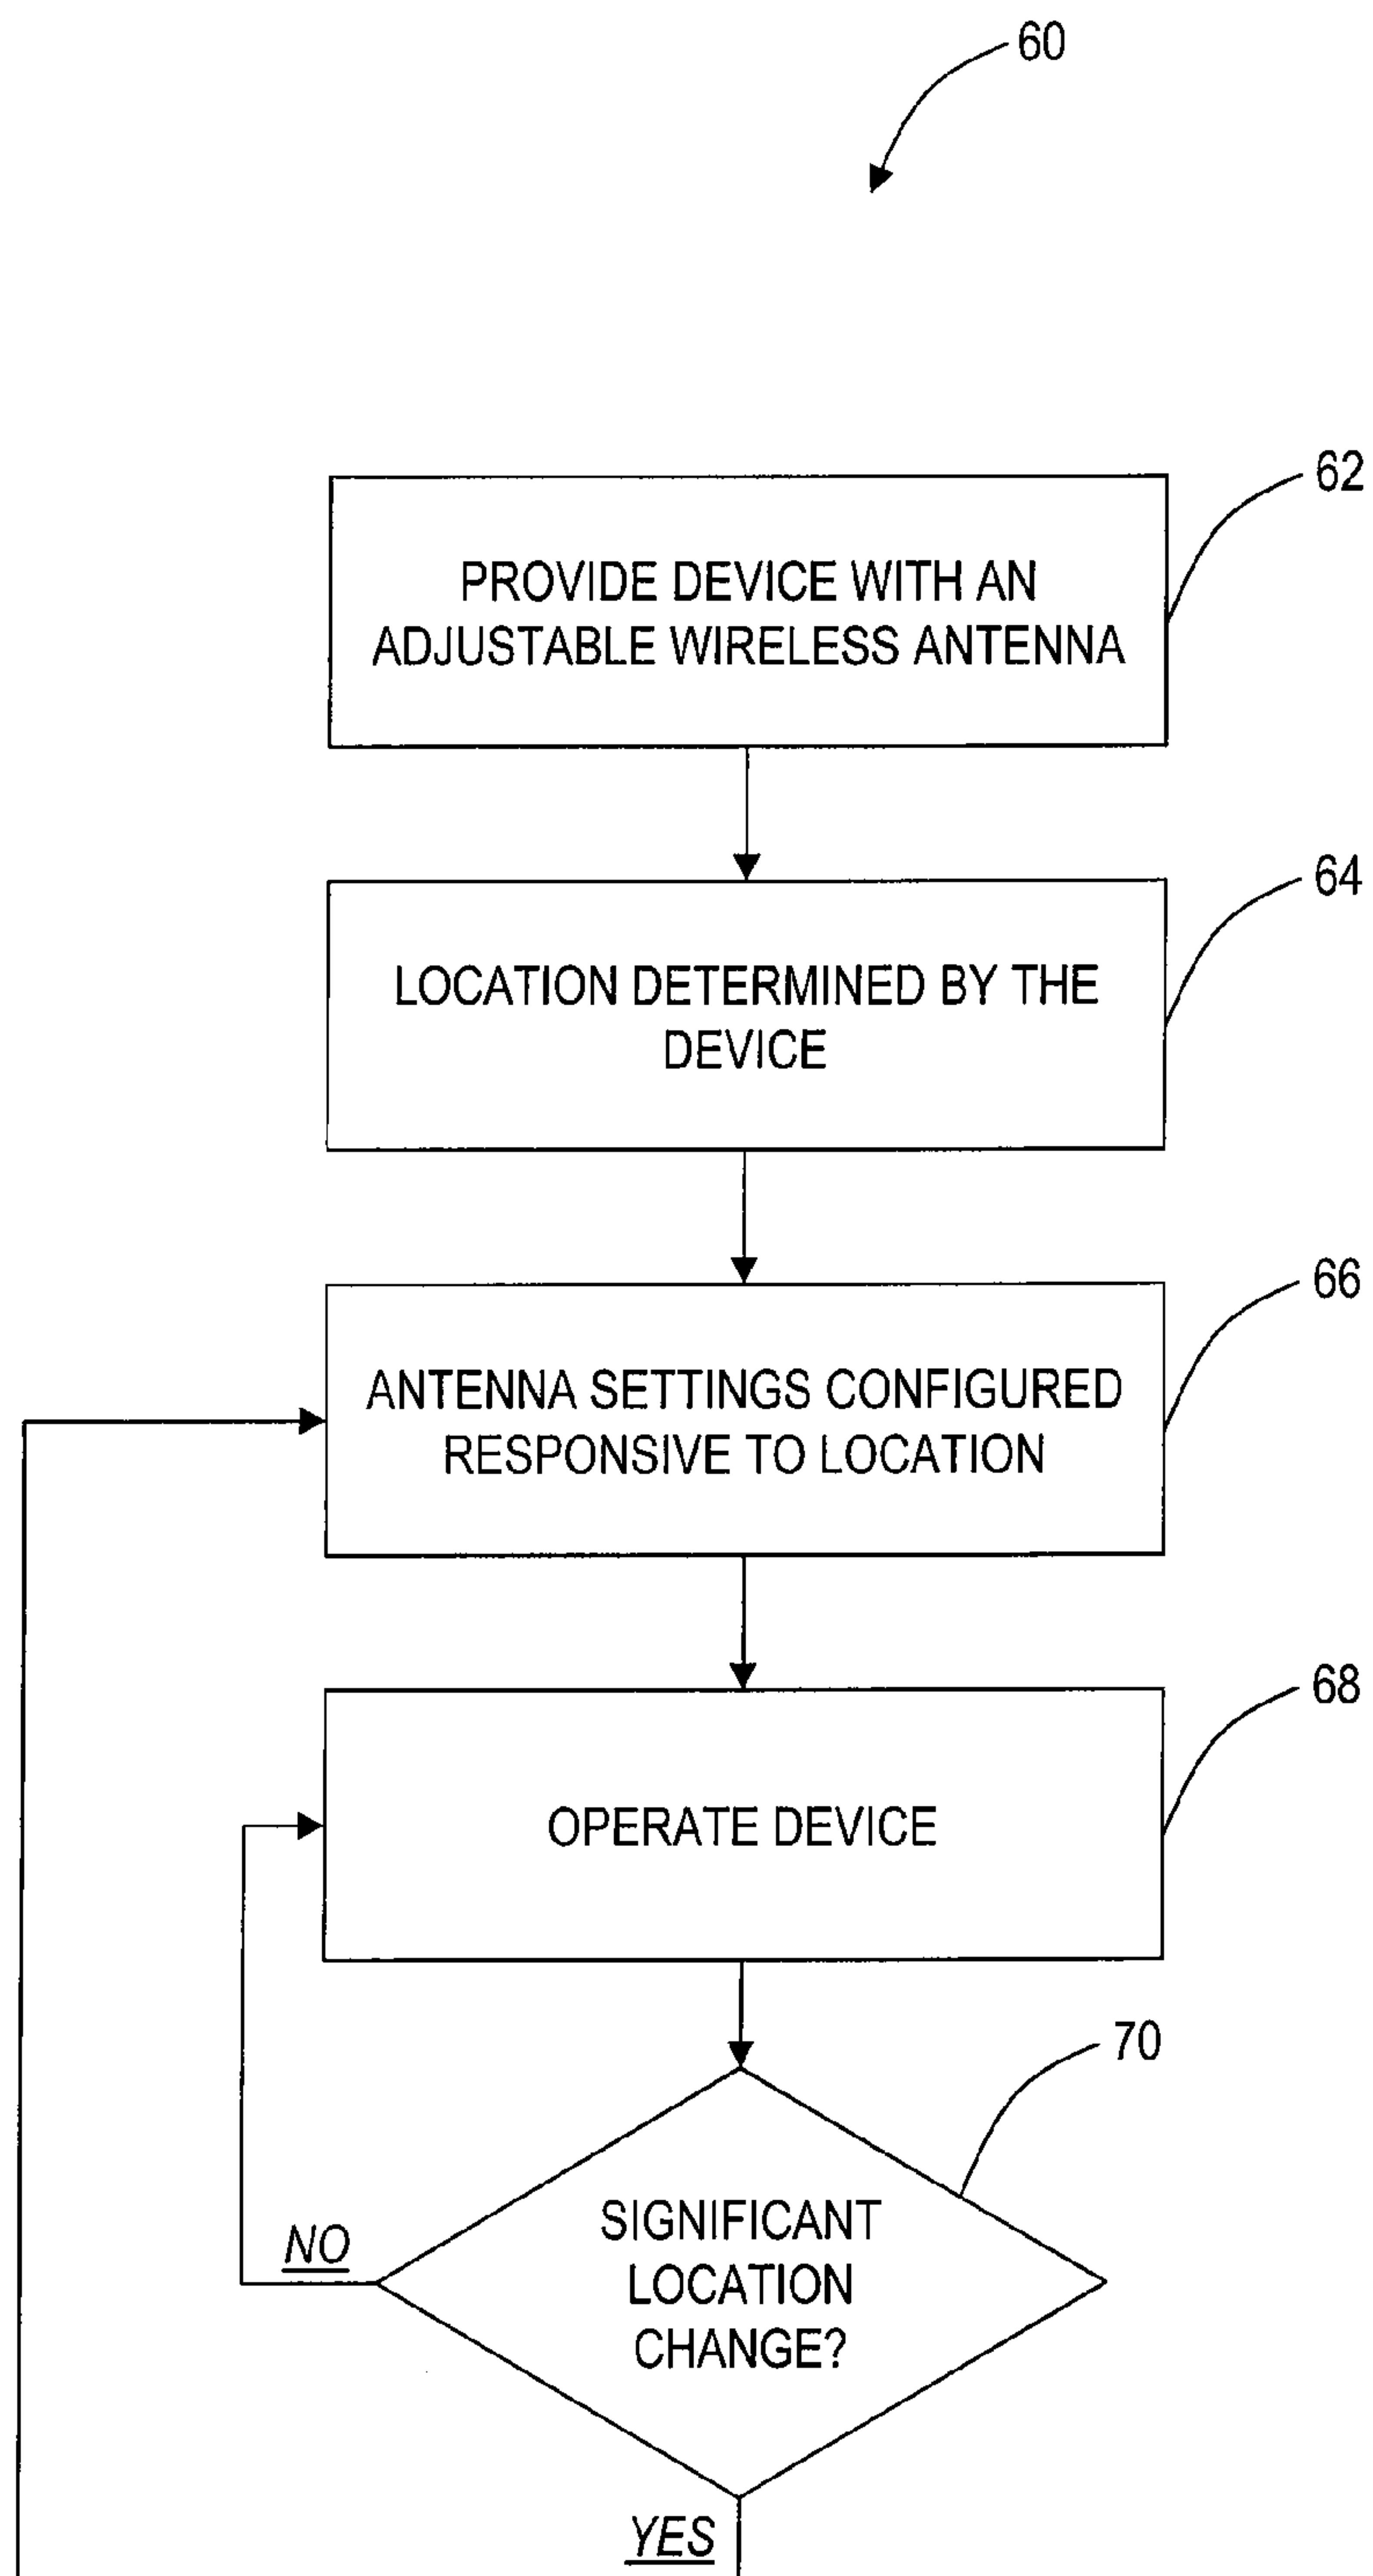 60
62
PROVIDE DEVICE WITH AN
ADJUSTABLE WIRELESS ANTENNA
64
LOCATION DETERMINED BY THE
DEVICE
66
ANTENNA SETTINGS CONFIGURED
RESPONSIVE TO LOCATION
68
OPERATE DEVICE
70
SIGNIFICANT
LOCATION
CHANGE?
NO
YES